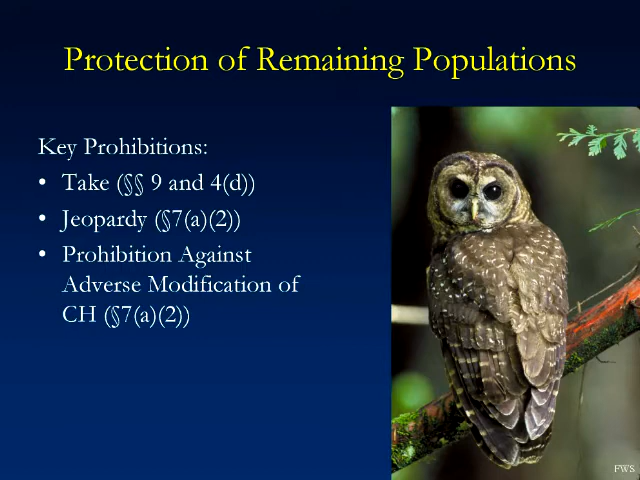 Protection of Remaining Populations
Key Prohibitions:
• Take (§§ 9 and 4(d))
• Jeopardy (§7(a)(2))
• Prohibition Against
Adverse Modification of
CH (§7(a)(2))
FWS